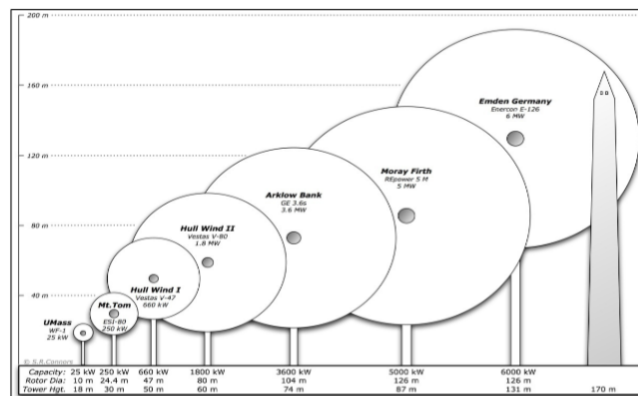 200 m
160 m
120 m
80 m
40 m
Emden Germany
Enercon E-126
6 MW
Moray Firth
REpower 5 M
5 MW
Arklow Bank
GE 3.6s
3.6 MW
Hull Wind II
Vestas V-80
1.8 MW
Hull Wind I
Vestas V-47
660 kW
Mt.Tom
ESI-80
250 kW
UMass
WF-1
25 kW
© S.R.Connors
Capacity: 25 kW 250 kW 660 kW 1800 kW 3600 kW 5000 kW 6000 kW
Rotor Dia: 10 m 24.4 m 47 m 80 m 104 m 126 m 126 m
Tower Hgt. 18 m 30 m 50 m 60 m 74 m 87 m 131 m 170 m